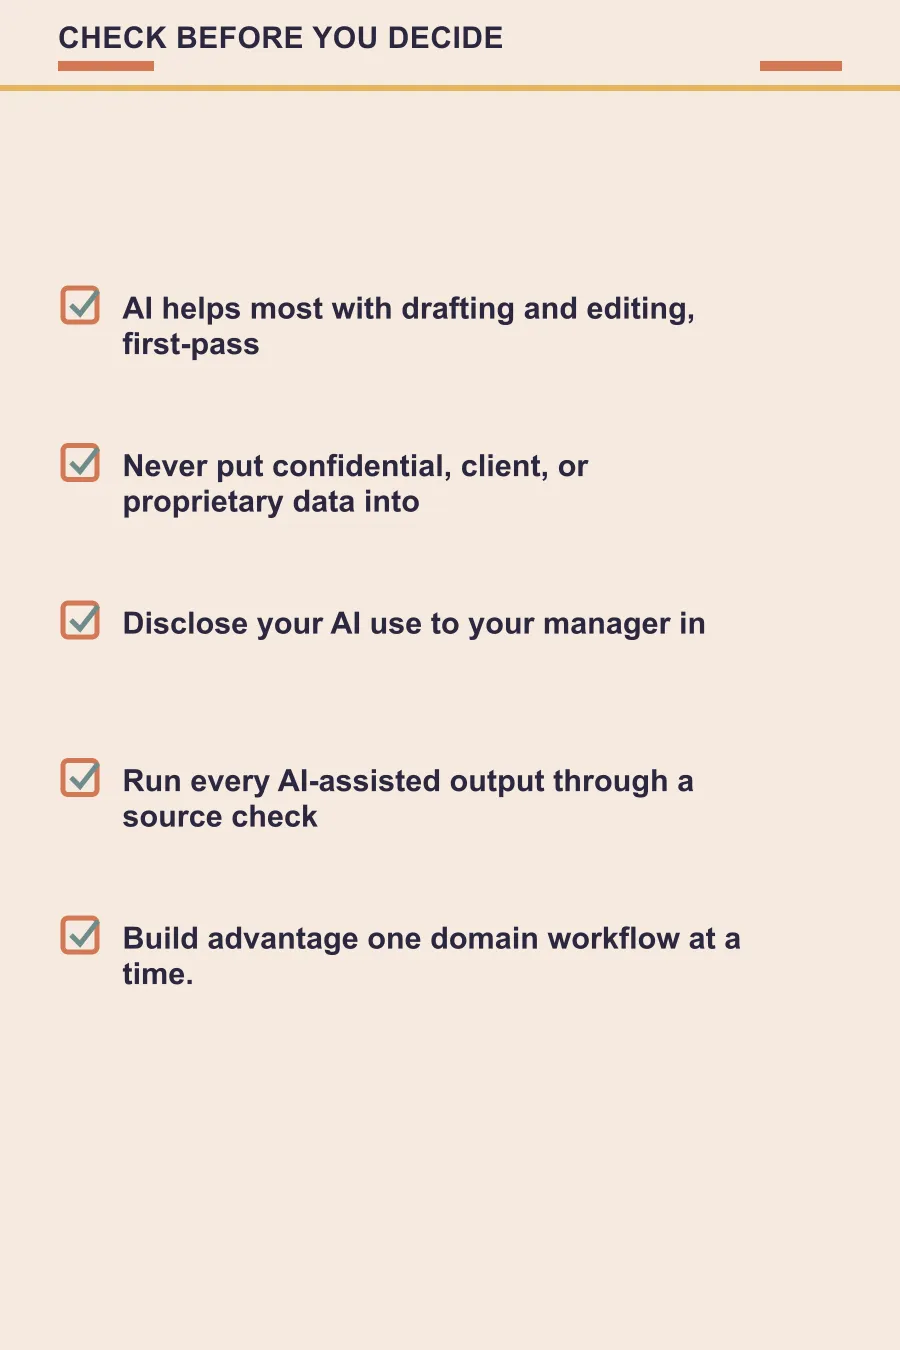 CHECK BEFORE YOU DECIDE
AI helps most with drafting and editing,
first-pass
Never put confidential, client, or
proprietary data into
Disclose your AI use to your manager in
Run every AI-assisted output through a
source check
Build advantage one domain workflow at a
time.